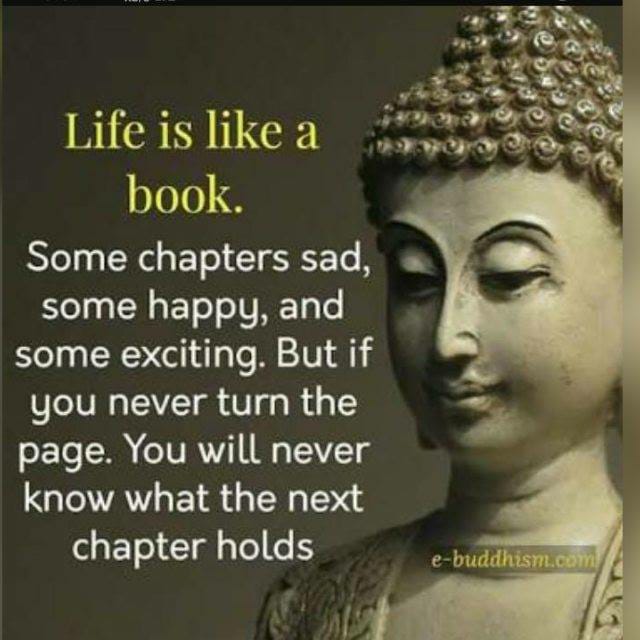 Life is like a
book.
Some chapters sad,
some happy, and
some exciting. But if
you never turn the
page. You will never
know what the next
chapter holds
e-buddhism.com